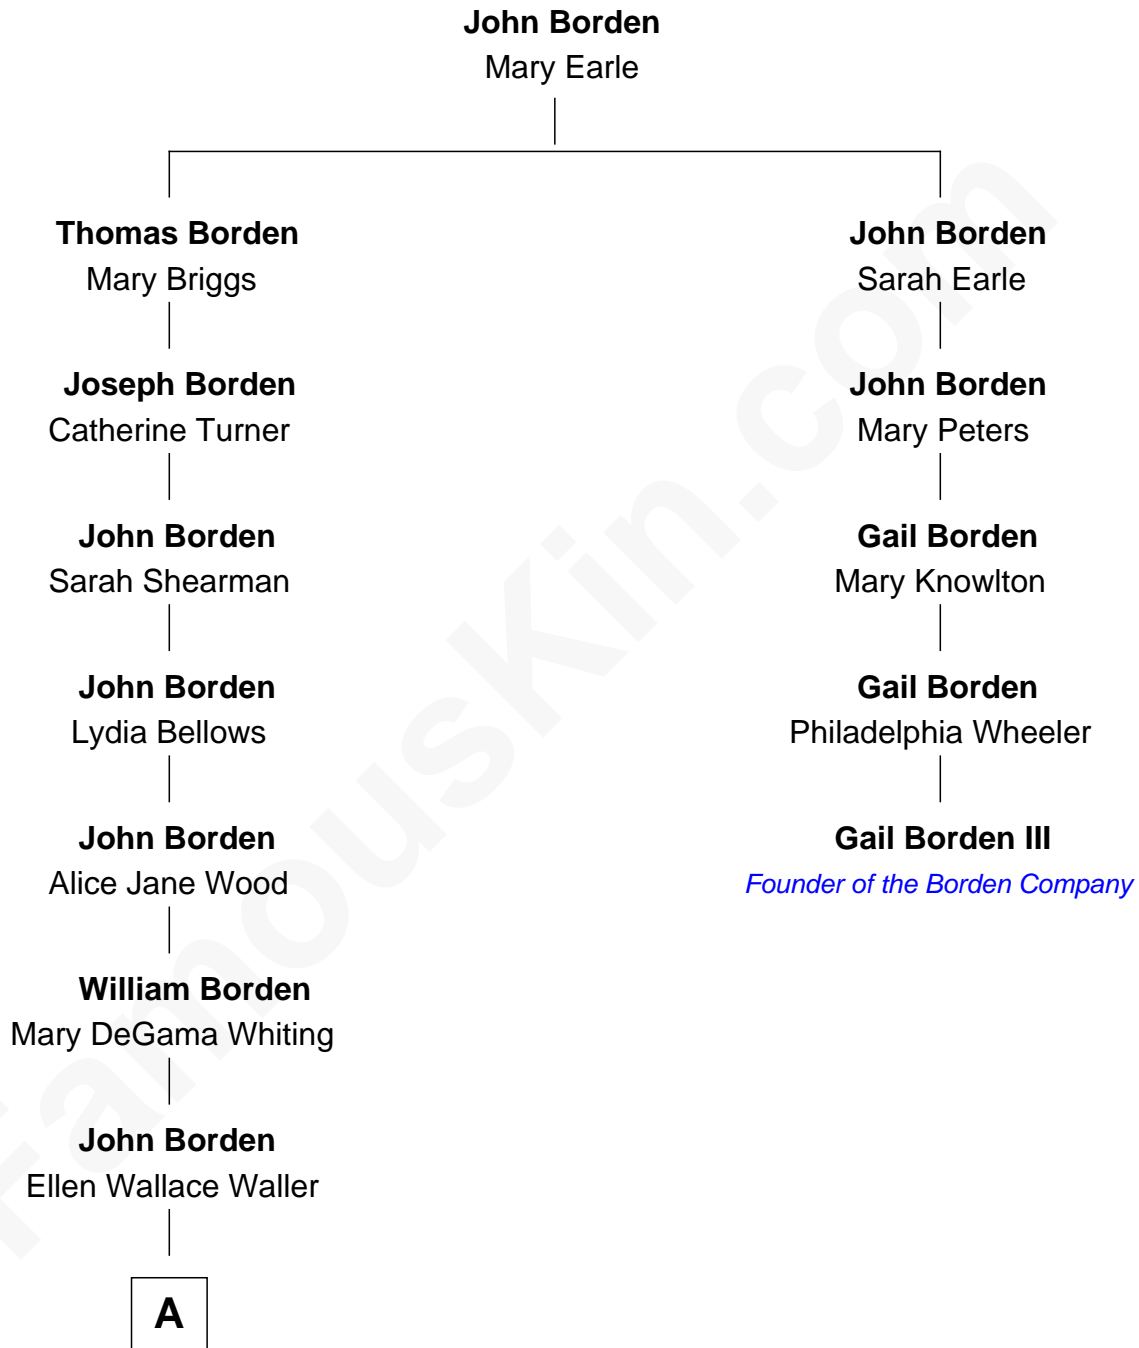 John Borden
Mary Earle
Thomas Borden
Mary Briggs
Joseph Borden
Catherine Turner
John Borden
Sarah Shearman
John Borden
Lydia Bellows
John Borden
Alice Jane Wood
William Borden
Mary DeGama Whiting
John Borden
Ellen Wallace Waller
A
John Borden
Sarah Earle
John Borden
Mary Peters
Gail Borden
Mary Knowlton
Gail Borden
Philadelphia Wheeler
Gail Borden III
Founder of the Borden Company
FamousKin.com